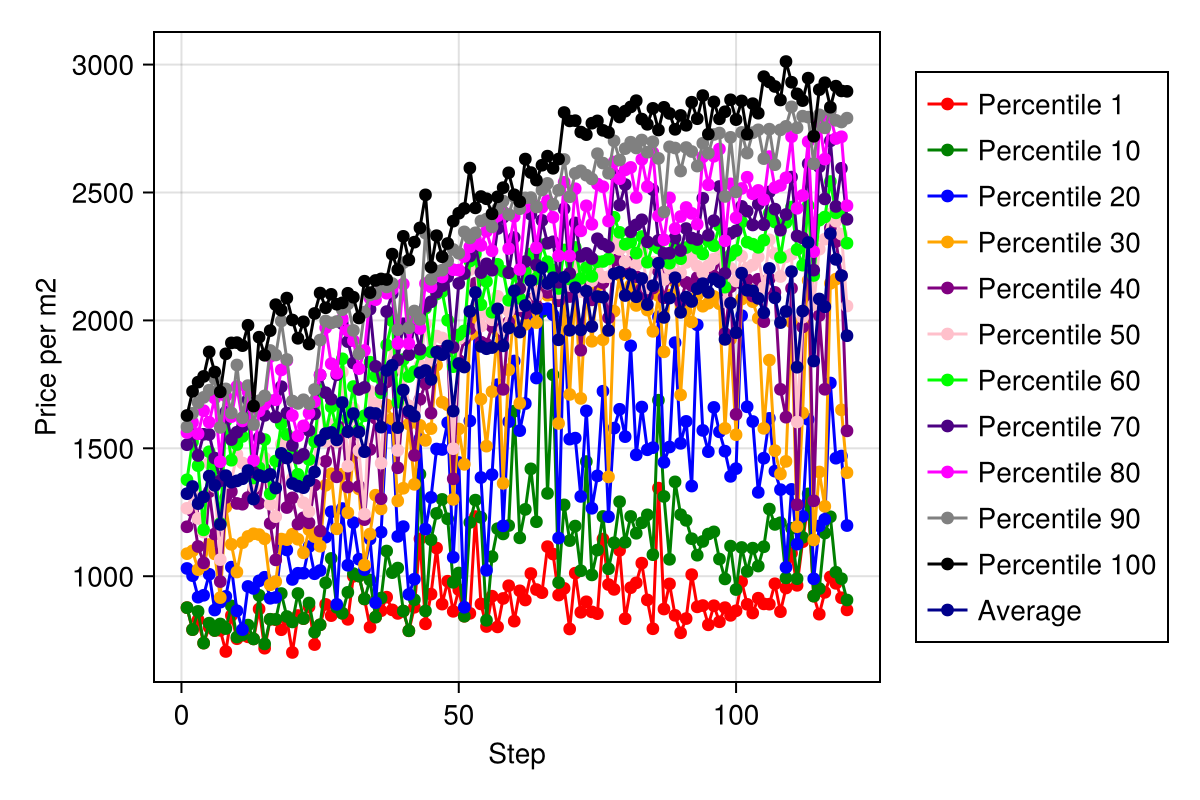 3000
2500
2000
1500
1000
Price per m2
0
50
100
Step
Percentile 1
Percentile 10
Percentile 20
Percentile 30
Percentile 40
Percentile 50
Percentile 60
Percentile 70
Percentile 80
Percentile 90
Percentile 100
Average